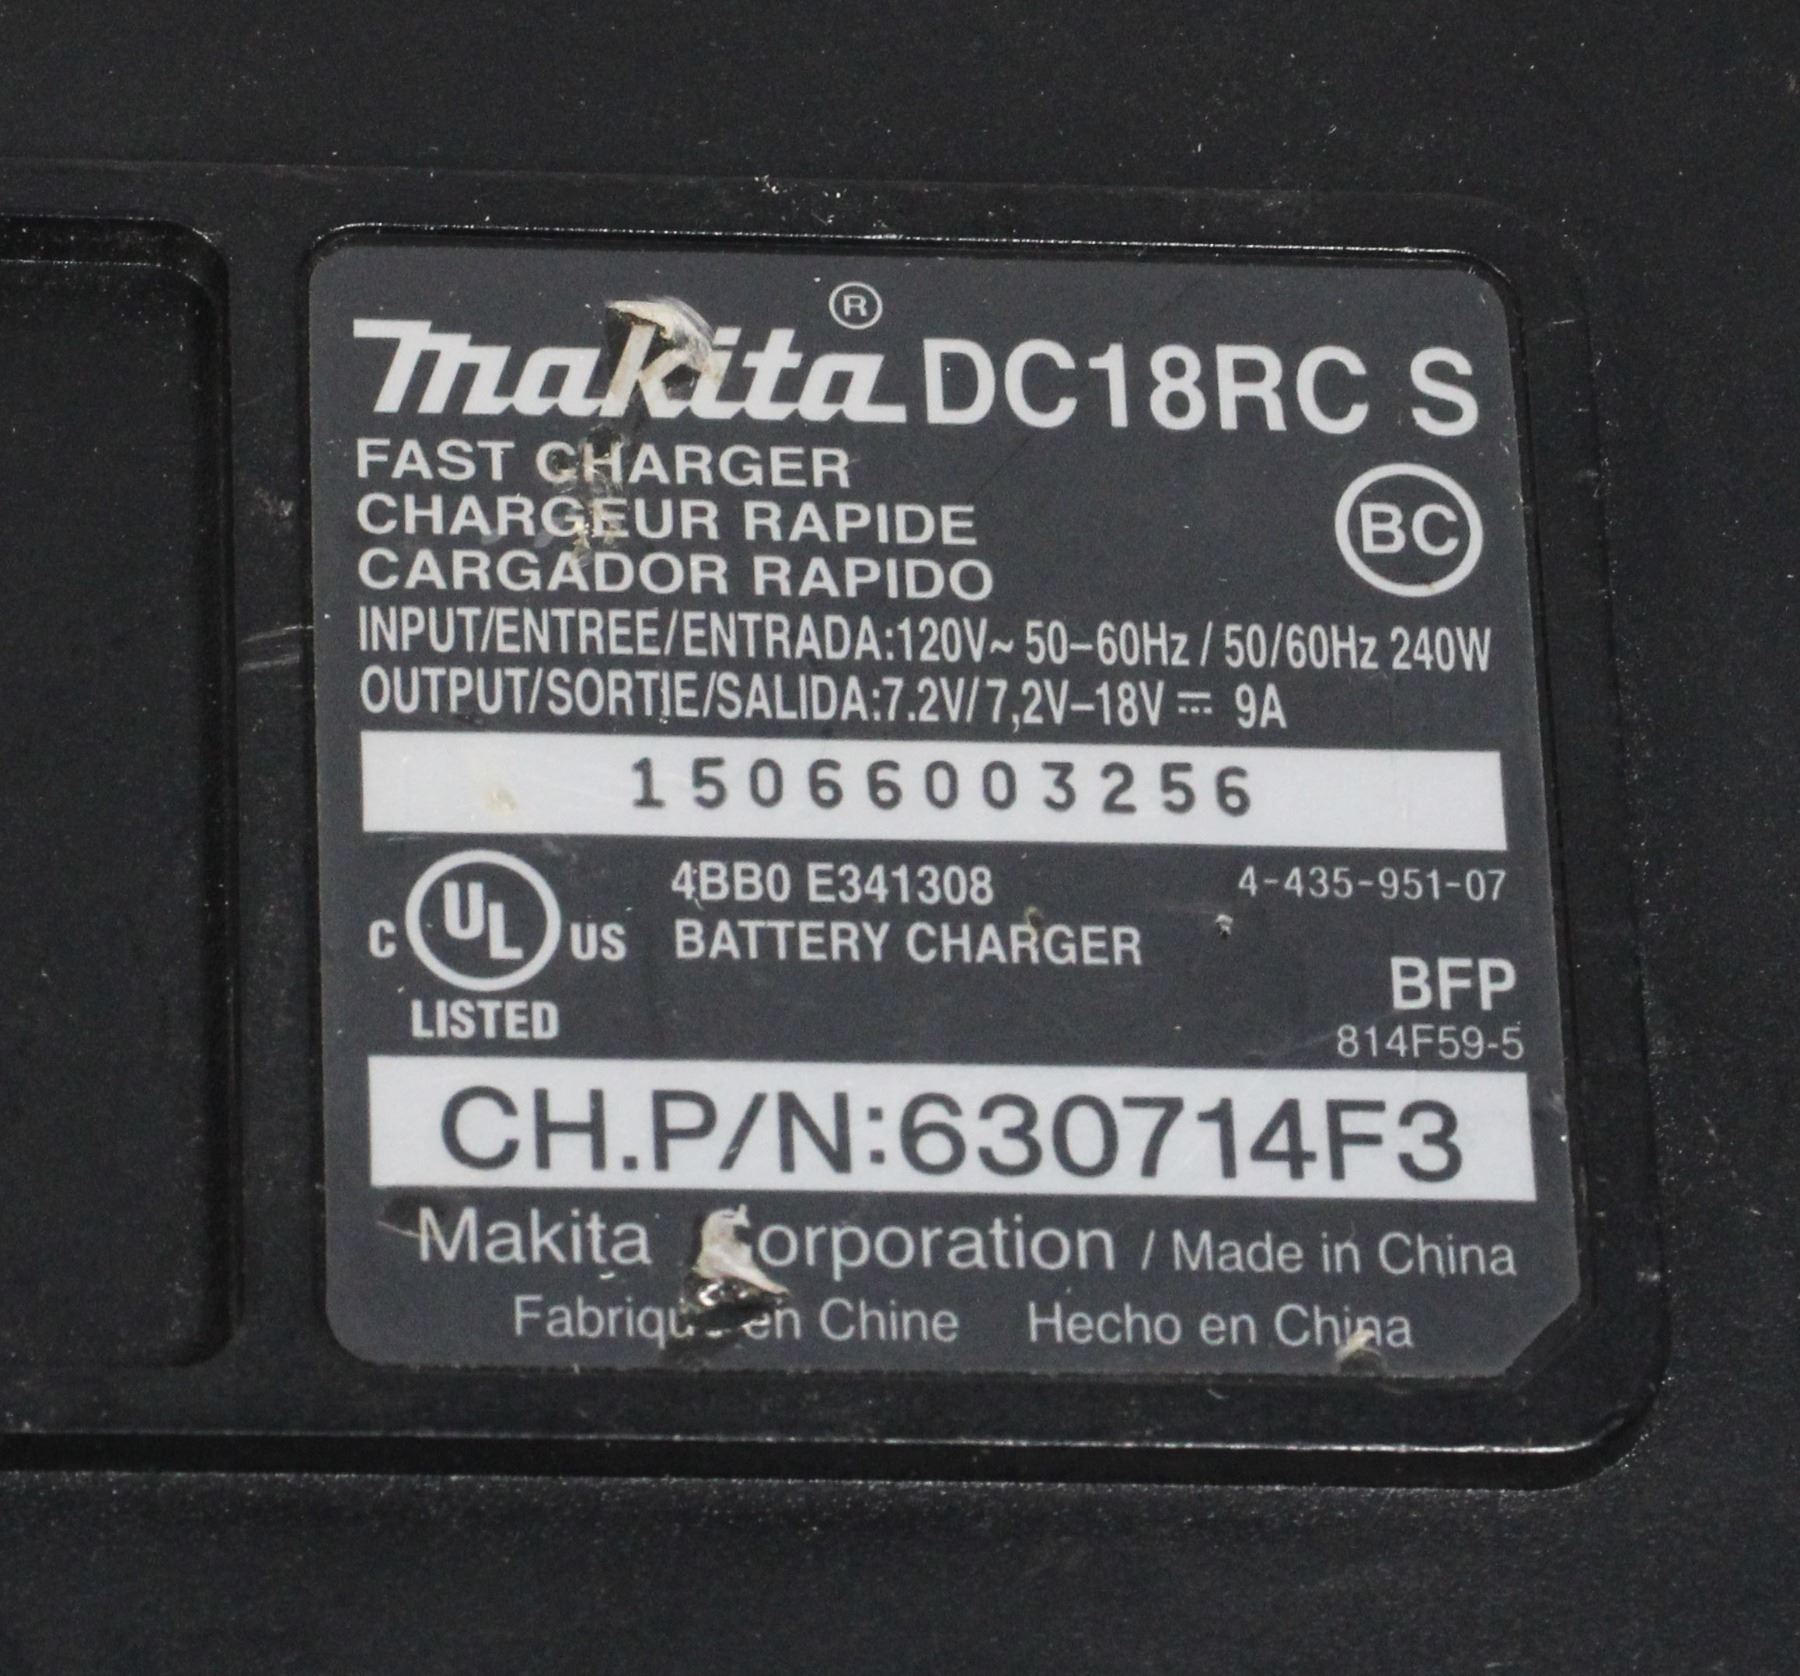 makita® DC18RC S
FAST CHARGER
CHARGEUR RAPIDE
CARGADOR RAPIDO
BC
INPUT/ENTREE/ENTRADA:120V~ 50-60Hz / 50/60Hz 240W
OUTPUT/SORTIE/SALIDA:7.2V/7,2V-18V ⎓ 9A
15066003256
C UL US LISTED
4BB0 E341308
BATTERY CHARGER
4-435-951-07
BFP
814F59-5
CH.P/N:630714F3
Makita Corporation / Made in China
Fabriqué en Chine Hecho en China